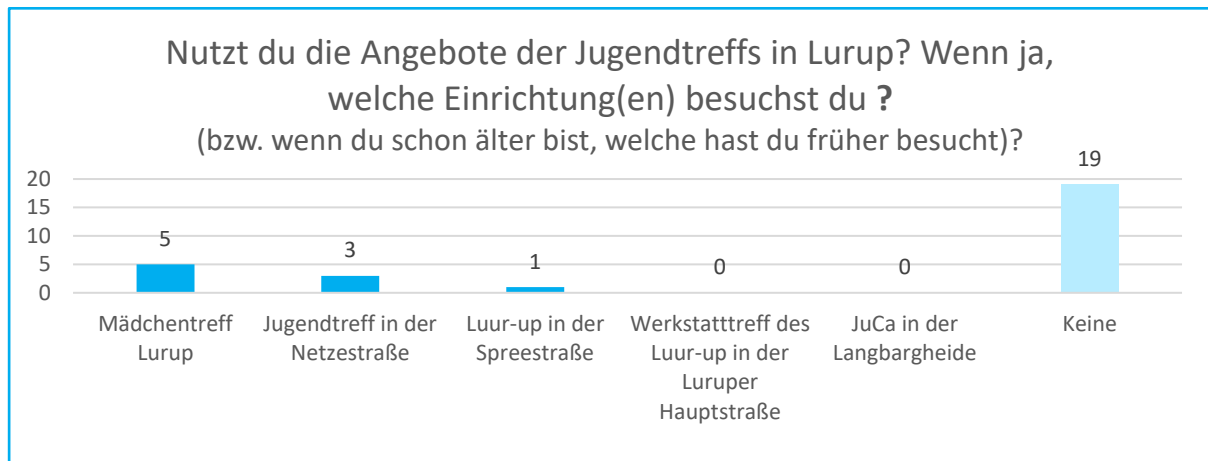 Nutzt du die Angebote der Jugendtreffs in Lurup? Wenn ja,
welche Einrichtung(en) besuchst du ?
(bzw. wenn du schon älter bist, welche hast du früher besucht)?
20
15
10
5
0
5
3
1
0
0
19
Mädchentreff
Lurup
Jugendtreff in der
Netzestraße
Luur-up in der
Spreestraße
Werkstatttreff des
Luur-up in der
Luruper
Hauptstraße
JuCa in der
Langbargheide
Keine